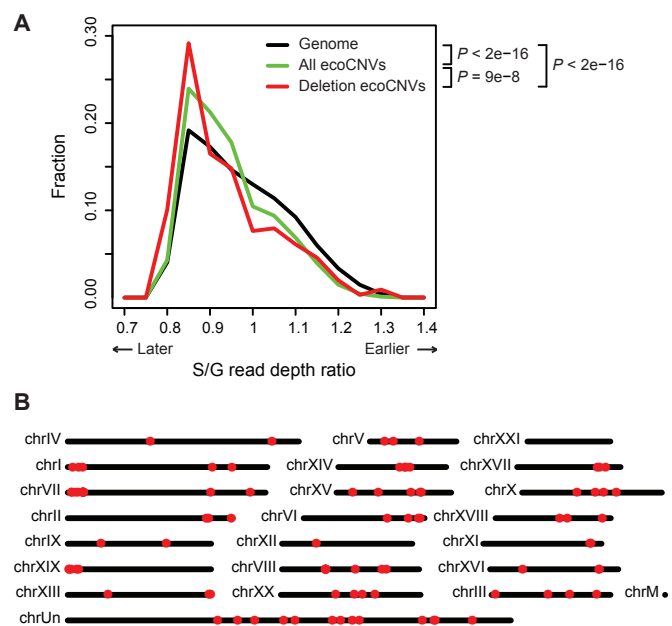 A
0.30
0.20
0.10
0.00
Fraction
Genome
All ecoCNVs
Deletion ecoCNVs
P < 2e−16
P = 9e−8
P < 2e−16
0.7 0.8 0.9 1 1.1 1.2 1.3 1.4
← Later Earlier →
S/G read depth ratio
B
chrIV chrV chrXXI
chrI chrXIV chrXVII
chrVII chrXV chrX
chrII chrVI chrXVIII
chrIX chrXII chrXI
chrXIX chrVIII chrXVI
chrXIII chrXX chrIII chrM
chrUn